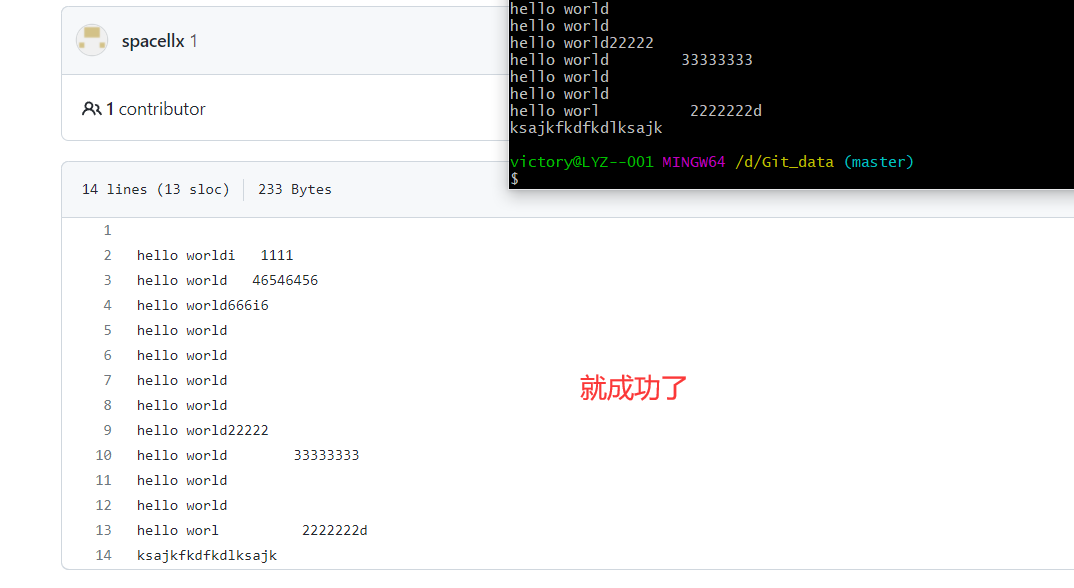 spacellx 1
1 contributor
14 lines (13 sloc) 233 Bytes
1
2 hello worldi   1111
3 hello world   46546456
4 hello world666i6
5 hello world
6 hello world
7 hello world
8 hello world
9 hello world22222
10 hello world        33333333
11 hello world
12 hello world
13 hello worl          2222222d
14 ksajkfkdfkdlksajk
hello world
hello world
hello world22222
hello world        33333333
hello world
hello world
hello worl          2222222d
ksajkfkdfkdlksajk
victory@LYZ--001 MINGW64 /d/Git_data (master)
$
就成功了